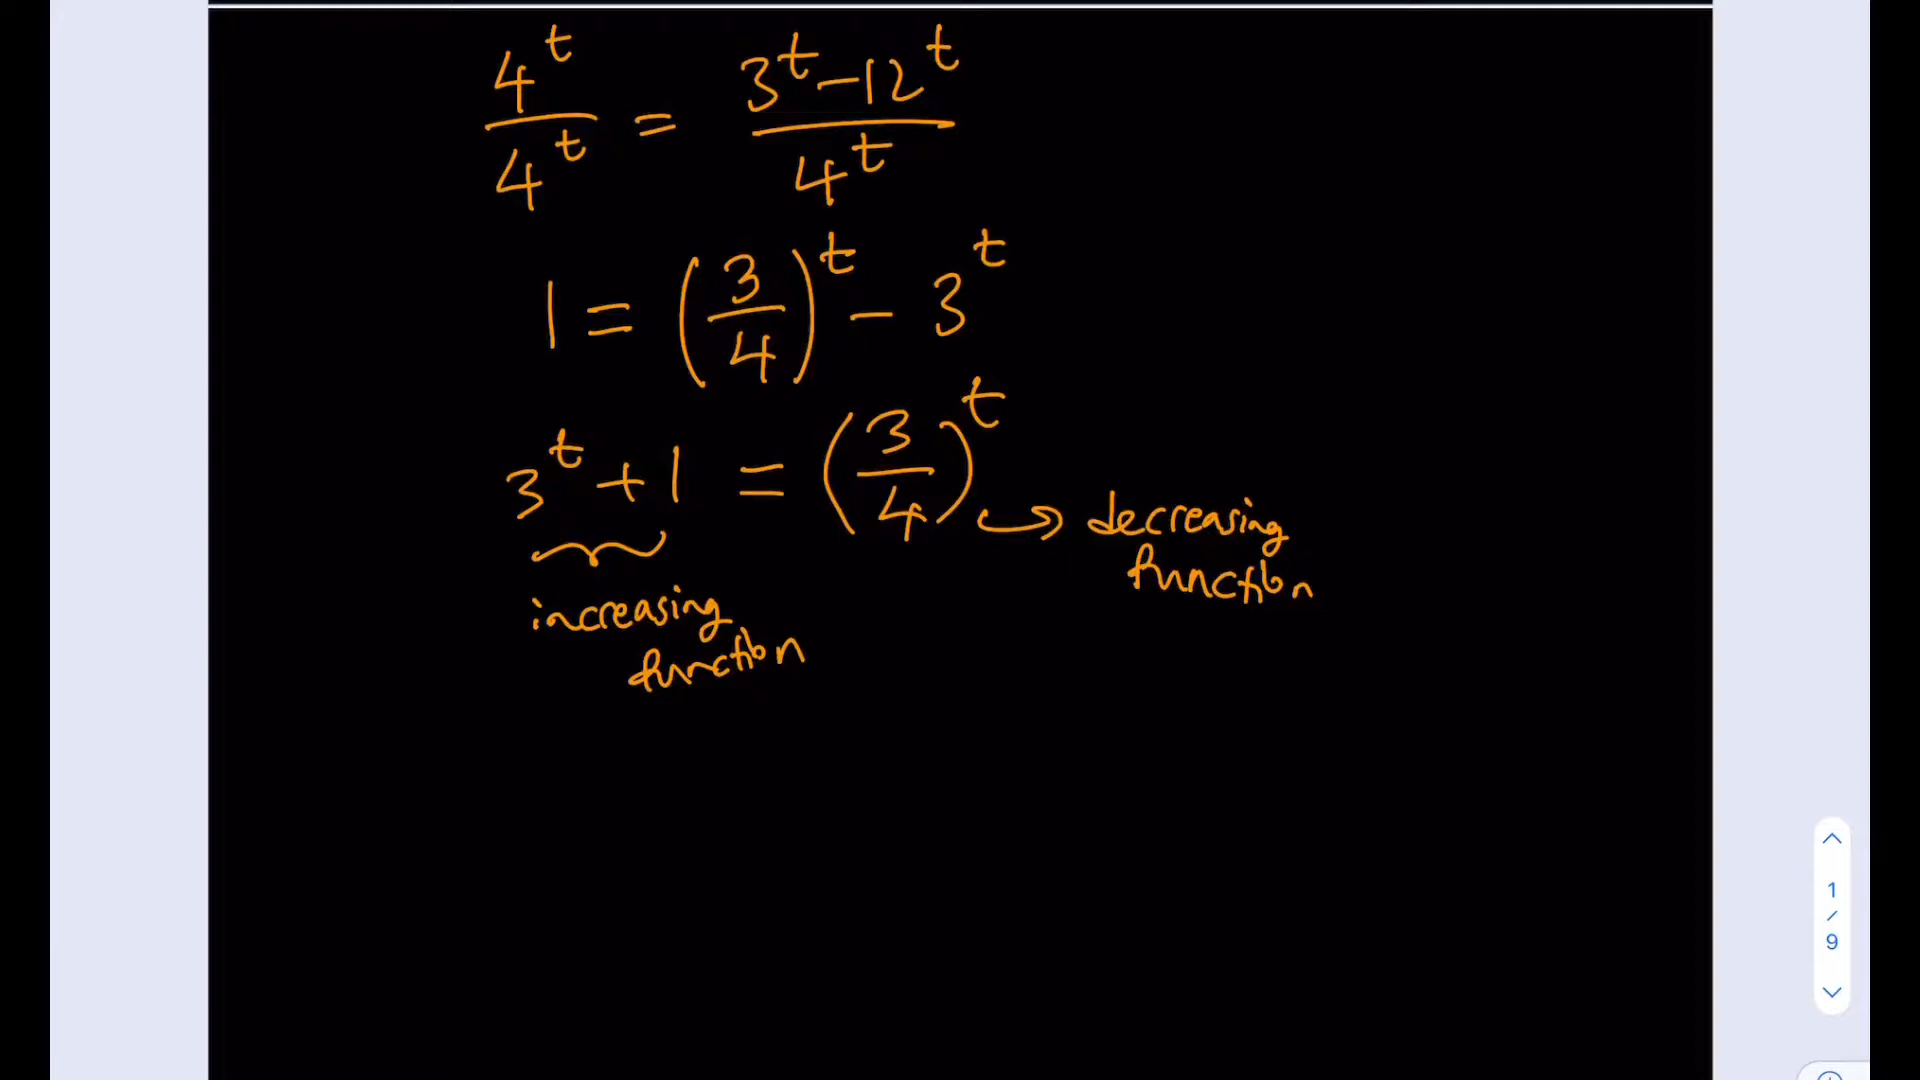 4^t / 4^t = (3^t − 12^t) / 4^t
1 = (3/4)^t − 3^t
3^t + 1 = (3/4)^t
decreasing
function
increasing
function
1
/
9